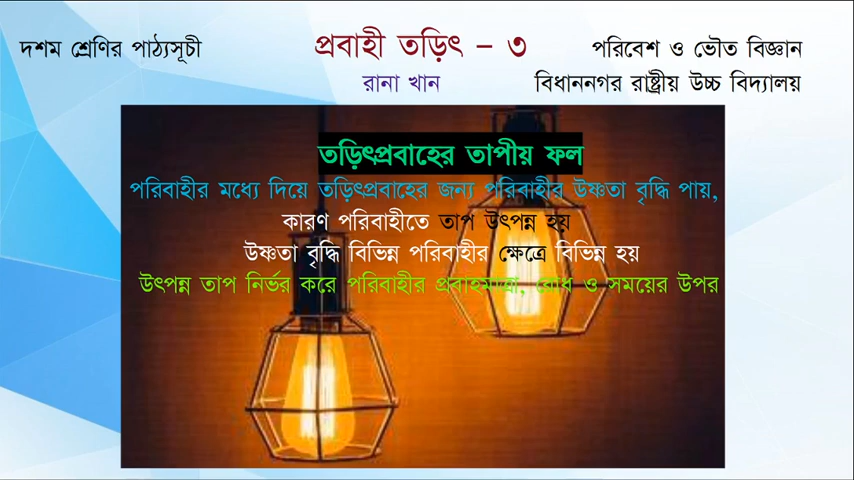 দশম শ্রেণির পাঠ্যসূচী
প্রবাহী তড়িৎ – ৩
পরিবেশ ও ভৌত বিজ্ঞান
রানা খান
বিধাননগর রাষ্ট্রীয় উচ্চ বিদ্যালয়
তড়িৎপ্রবাহের তাপীয় ফল
পরিবাহীর মধ্যে দিয়ে তড়িৎপ্রবাহের জন্য পরিবাহীর উষ্ণতা বৃদ্ধি পায়,
কারণ পরিবাহীতে তাপ উৎপন্ন হয়
উষ্ণতা বৃদ্ধি বিভিন্ন পরিবাহীর ক্ষেত্রে বিভিন্ন হয়
উৎপন্ন তাপ নির্ভর করে পরিবাহীর প্রবাহমাত্রা, রোধ ও সময়ের উপর